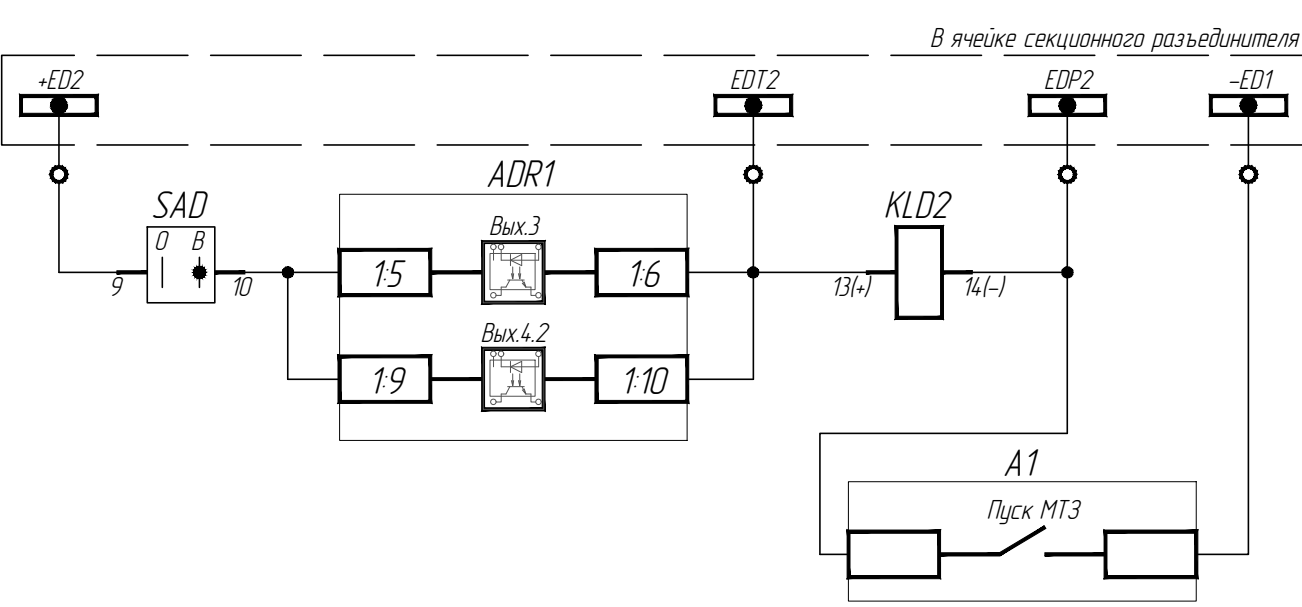 В ячейке секционного разъединителя
+ED2
EDT2
EDP2
-ED1
ADR1
SAD
KLD2
O B
Вых.3
1:5
1:6
9
10
13(+)
14(-)
Вых.4.2
1:9
1:10
A1
Пуск МТЗ